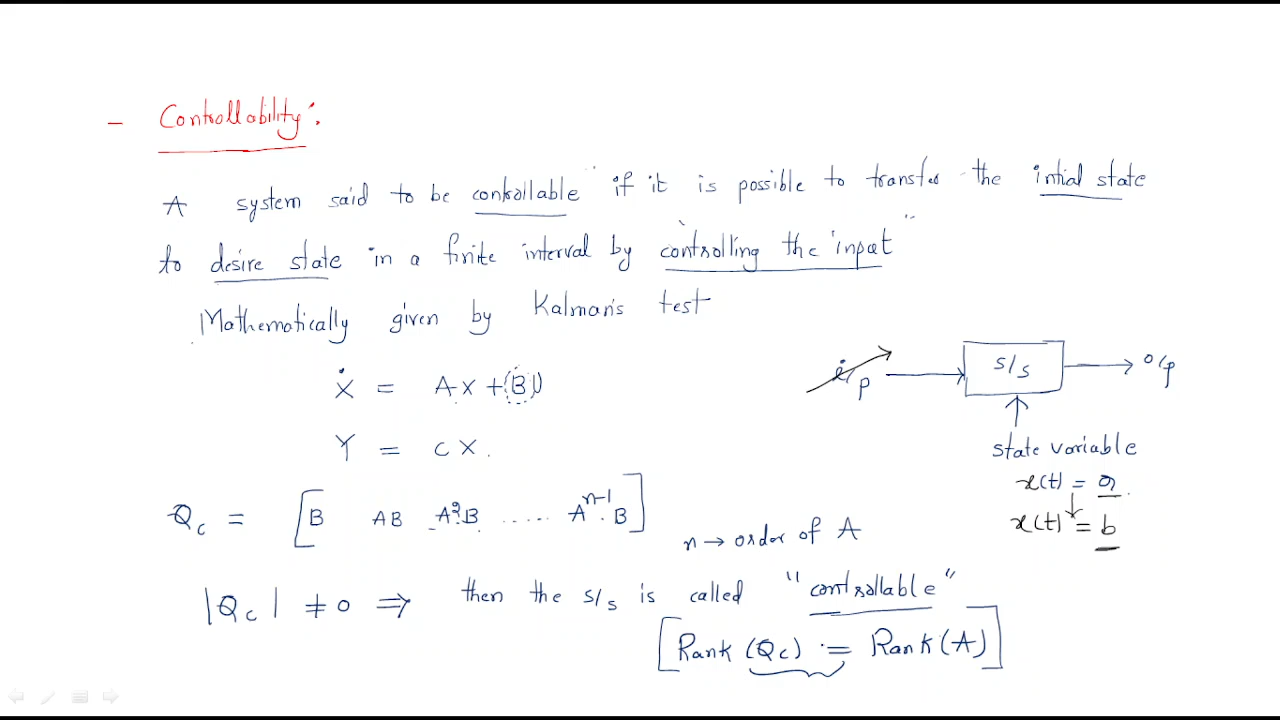 - Controllability :
A system said to be controllable " if it is possible to transfer the intial state
to desire state in a finite interval by controlling the input "
Mathematically given by Kalman's test
Ẋ = AX + (BU)
Y = CX.
i/p → s/s → o/p
state variable
x(t) = a
x(t) = b
Qc = [B AB A²B ...... Aⁿ⁻¹·B]
n → order of A
|Qc| ≠ 0 ⇒ then the s/s is called "controllable"
[Rank (Qc) = Rank (A)]